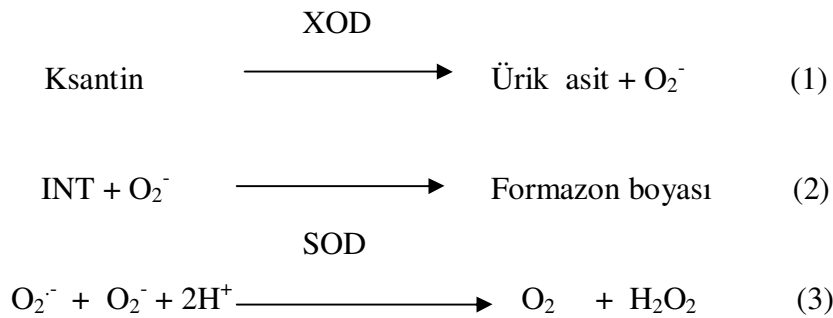 XOD
Ksantin ⟶ Ürik asit + O₂⁻ (1)
INT + O₂⁻ ⟶ Formazon boyası (2)
SOD
O₂·⁻ + O₂⁻ + 2H⁺ ⟶ O₂ + H₂O₂ (3)